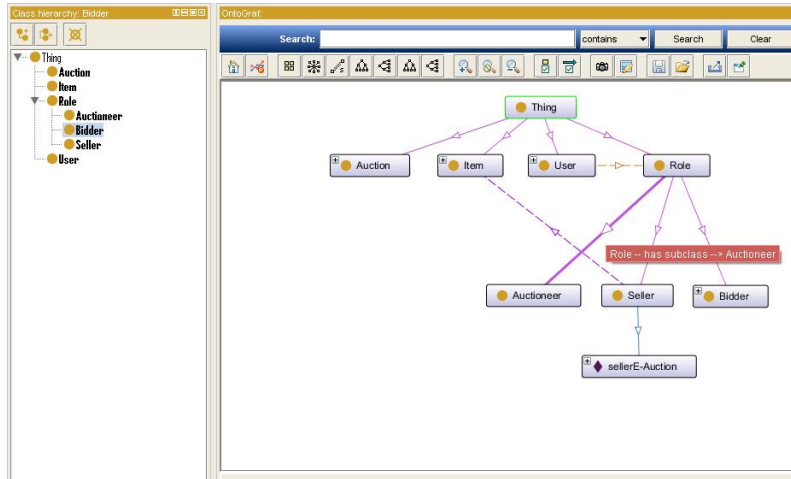 Class hierarchy: Bidder
Thing
Auction
Item
Role
Auctioneer
Bidder
Seller
User
OntoGraf:
Search: contains Search Clear
Thing
Auction Item User Role
Role -- has subclass --> Auctioneer
Auctioneer Seller Bidder
sellerE-Auction